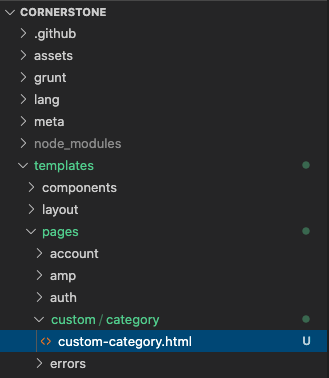 CORNERSTONE
.github
assets
grunt
lang
meta
node_modules
templates
components
layout
pages
account
amp
auth
custom / category
custom-category.html U
errors